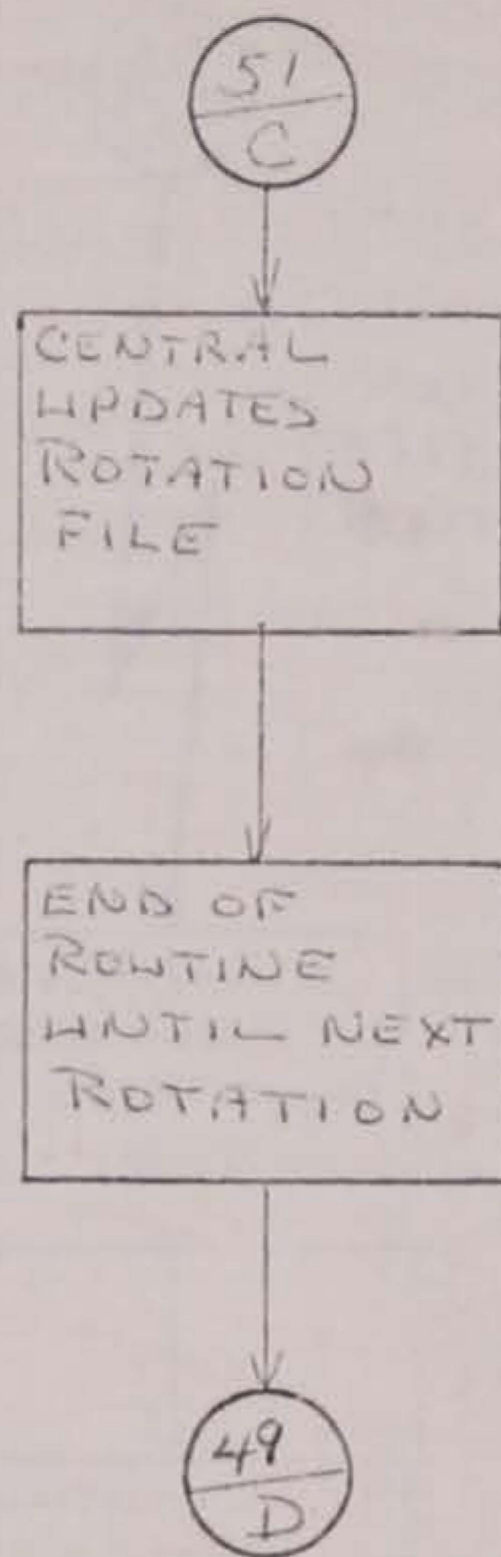 51
C
CENTRAL
UPDATES
ROTATION
FILE
END OF
ROUTINE
UNTIL NEXT
ROTATION
49
D